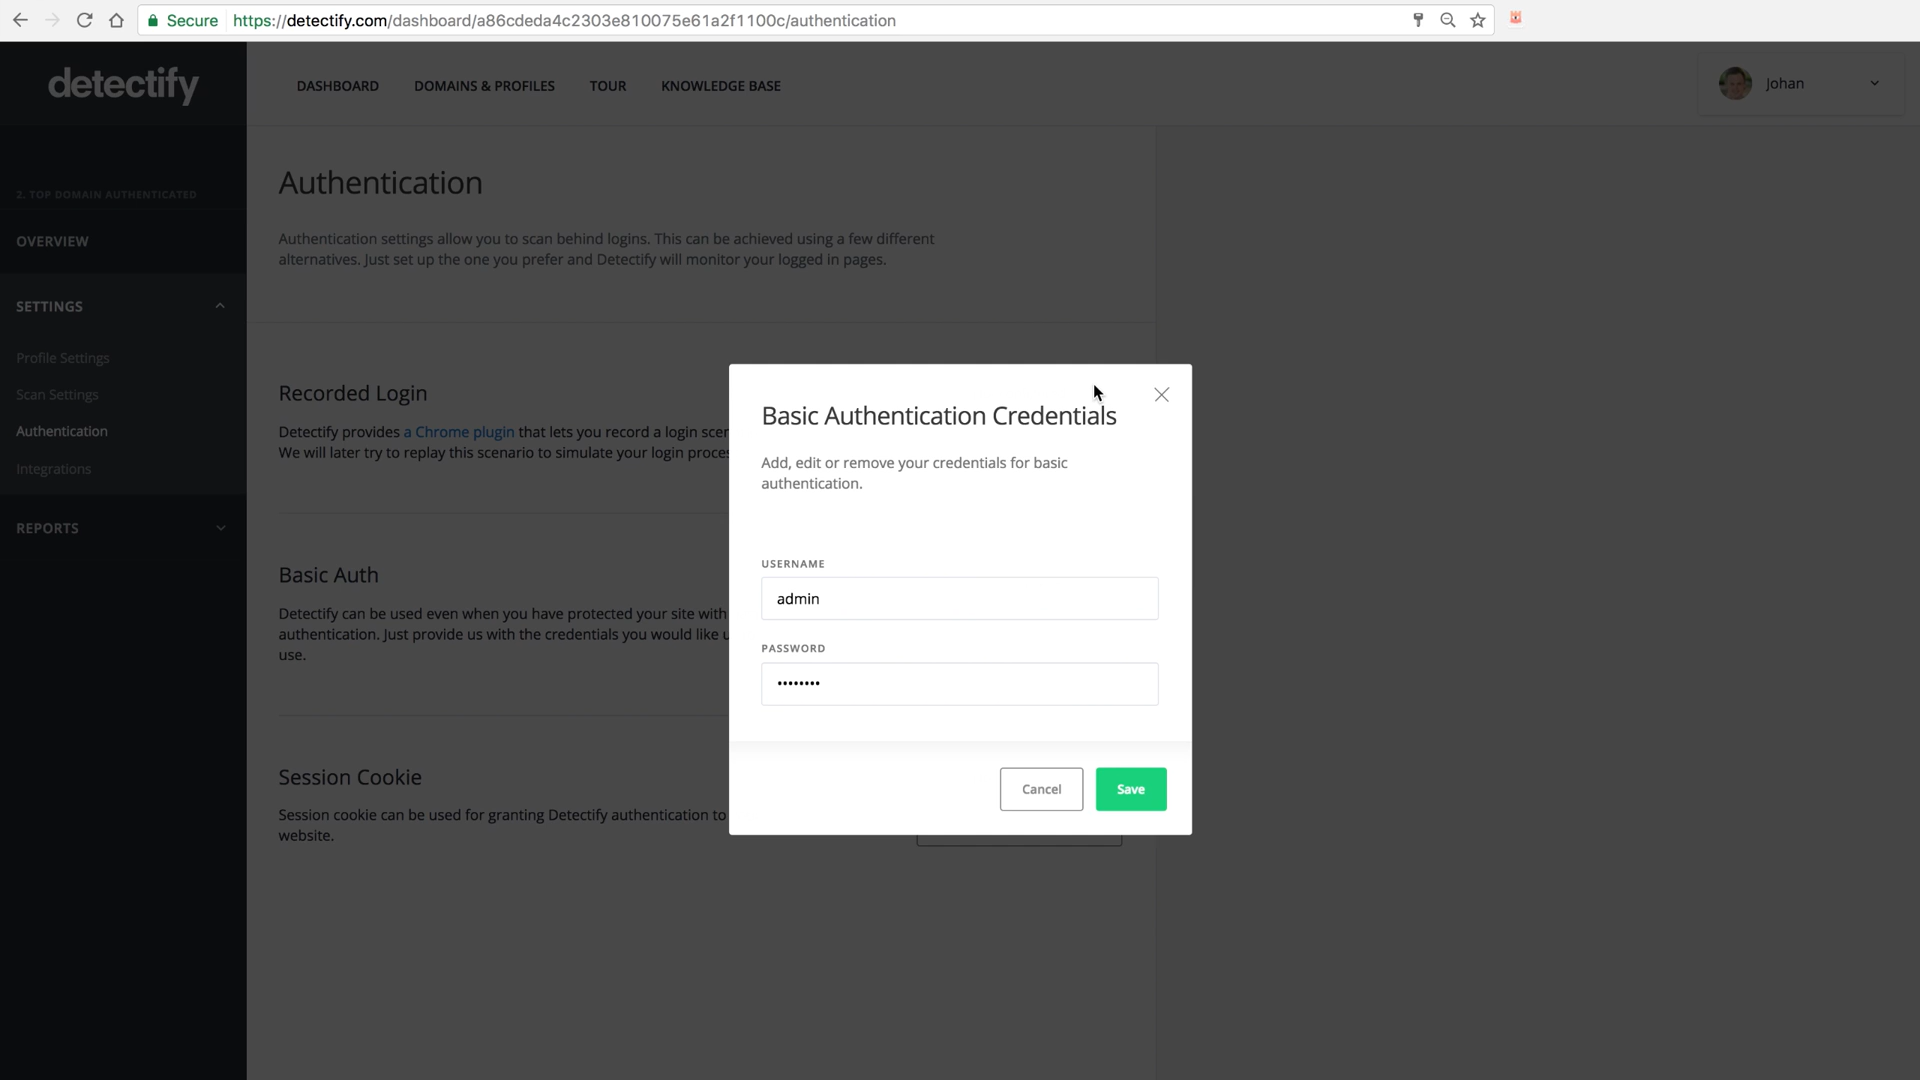 Secure https://detectify.com/dashboard/a86cdeda4c2303e810075e61a2f1100c/authentication
detectify
DASHBOARD
DOMAINS & PROFILES
TOUR
KNOWLEDGE BASE
Johan
2. TOP DOMAIN AUTHENTICATED
OVERVIEW
SETTINGS
Profile Settings
Scan Settings
Authentication
Integrations
REPORTS
Authentication
Authentication settings allow you to scan behind logins. This can be achieved using a few different
alternatives. Just set up the one you prefer and Detectify will monitor your logged in pages.
Recorded Login
Detectify provides a Chrome plugin that lets you record a login
We will later try to replay this scenario to simulate your login
Basic Auth
Detectify can be used even when you have protected your site with
authentication. Just provide us with the credentials you would like
use.
Session Cookie
Session cookie can be used for granting Detectify authentication to
website.
Basic Authentication Credentials
Add, edit or remove your credentials for basic
authentication.
USERNAME
admin
PASSWORD
••••••••
Cancel
Save